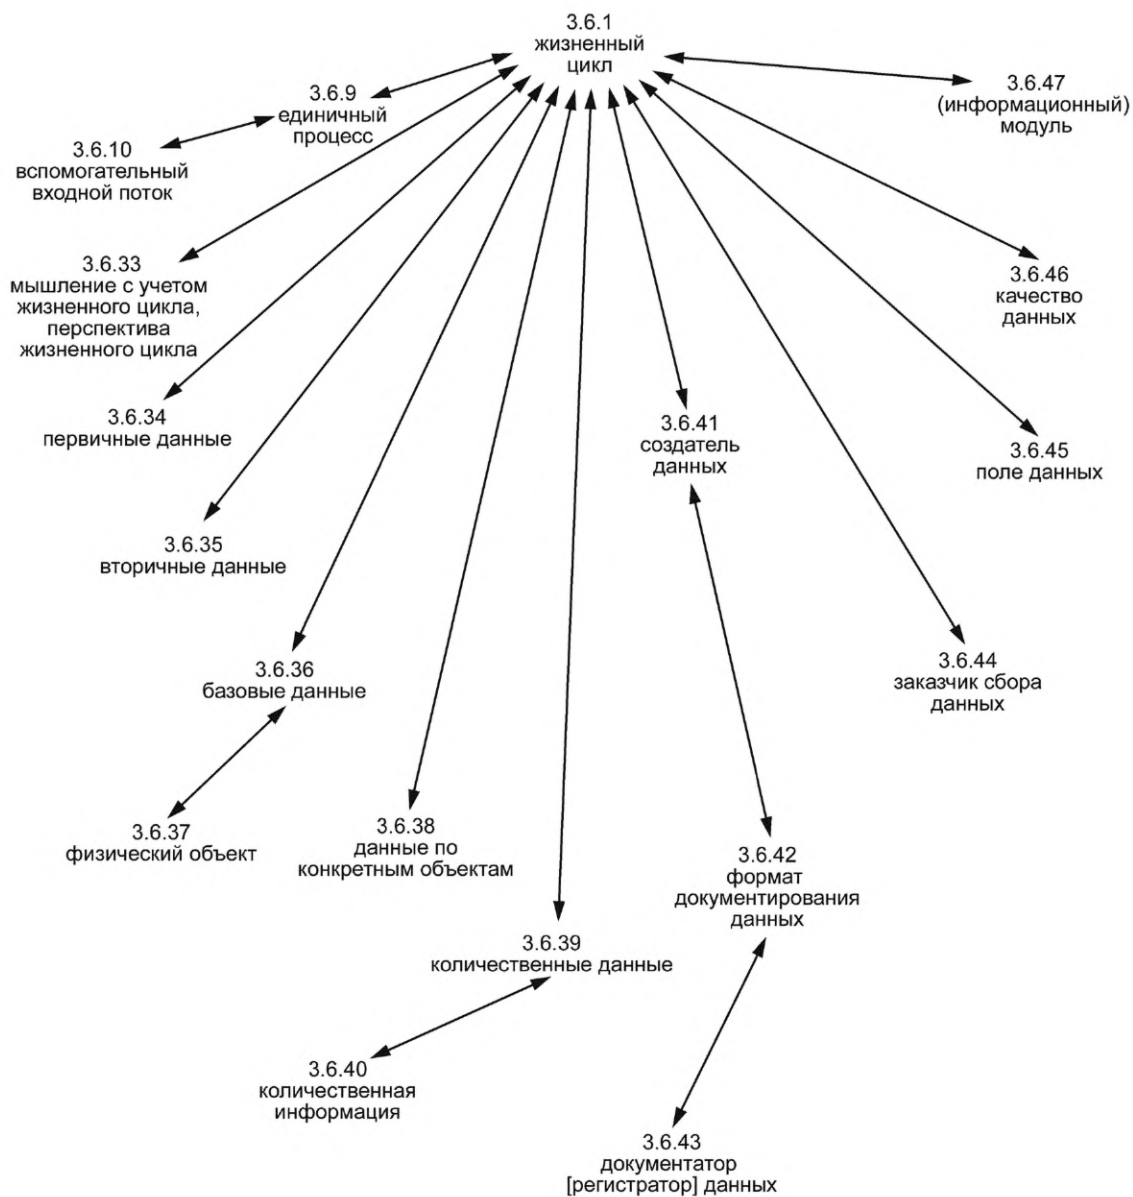 3.6.1
жизненный
цикл
3.6.9
единичный
процесс
3.6.47
(информационный)
модуль
3.6.10
вспомогательный
входной поток
3.6.33
мышление с учетом
жизненного цикла,
перспектива
жизненного цикла
3.6.46
качество
данных
3.6.34
первичные данные
3.6.41
создатель
данных
3.6.45
поле данных
3.6.35
вторичные данные
3.6.36
базовые данные
3.6.44
заказчик сбора
данных
3.6.37
физический объект
3.6.38
данные по
конкретным объектам
3.6.42
формат
документирования
данных
3.6.39
количественные данные
3.6.40
количественная
информация
3.6.43
документатор
[регистратор] данных